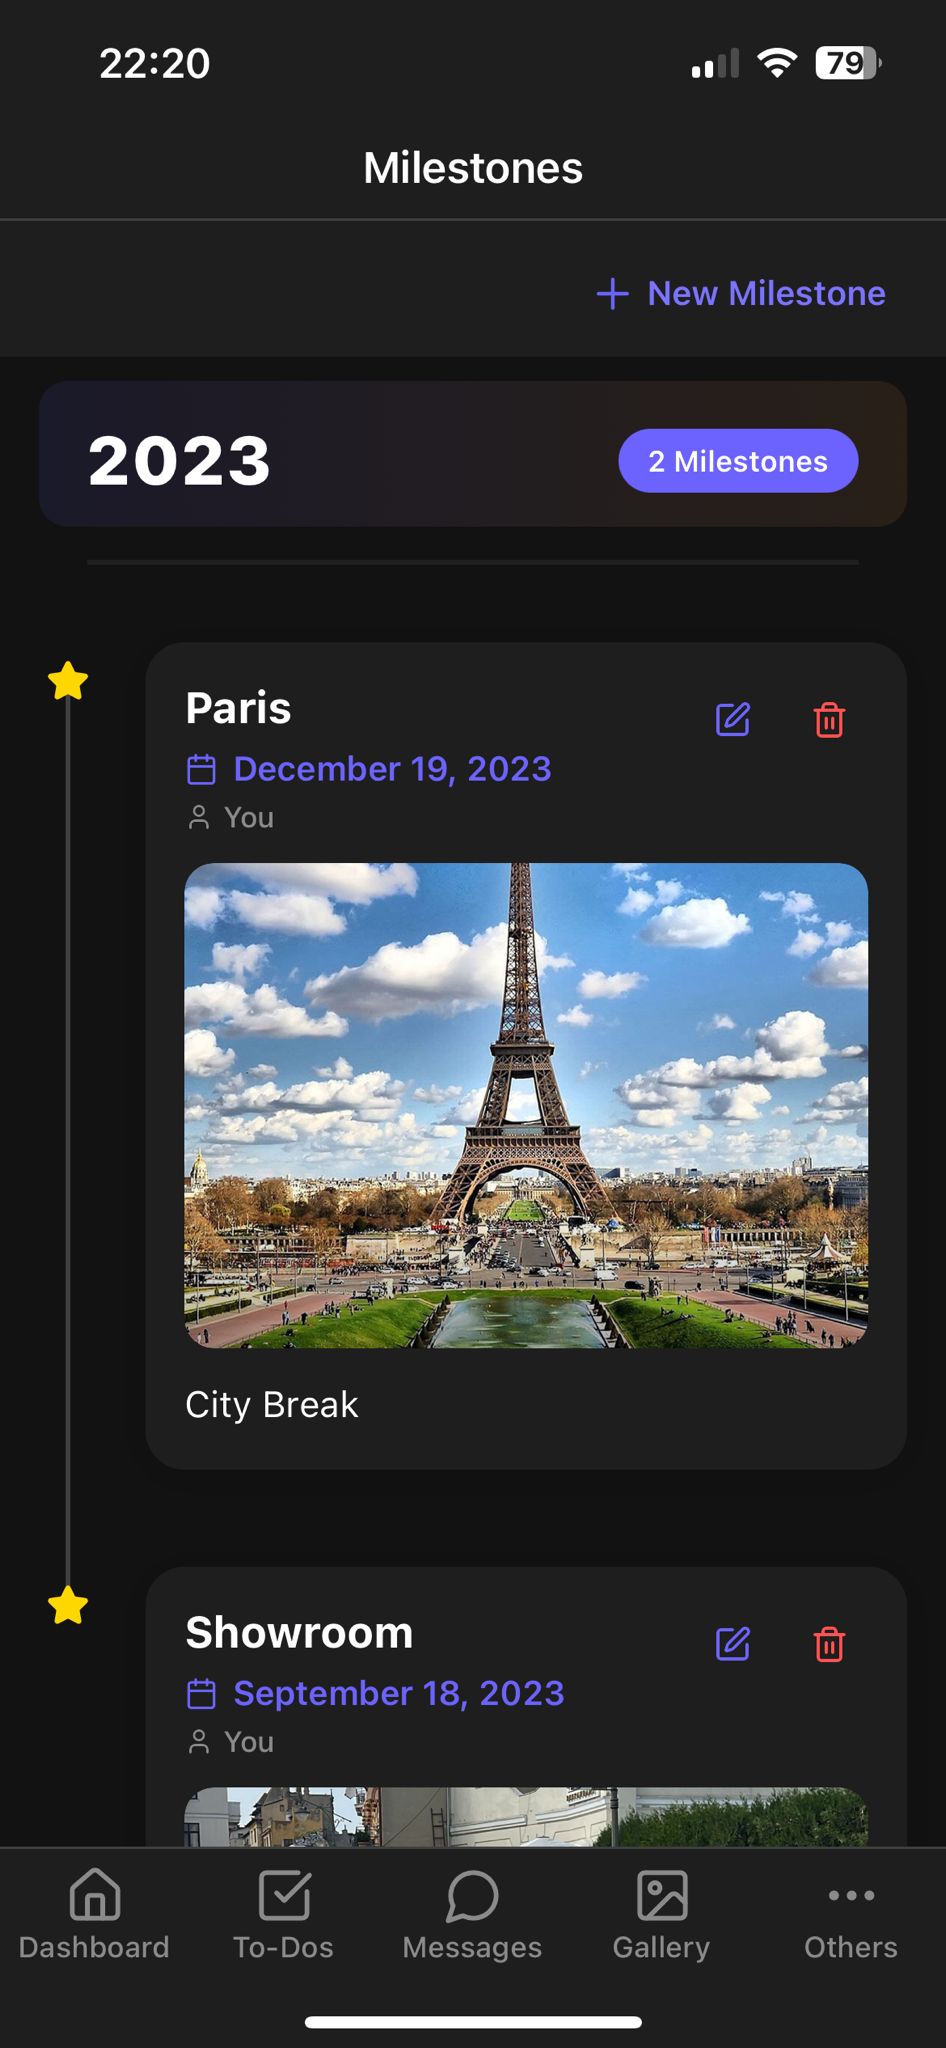 22:20
79
Milestones
New Milestone
2023
2 Milestones
Paris
December 19, 2023
You
City Break
Showroom
September 18, 2023
You
Dashboard
To-Dos
Messages
Gallery
Others